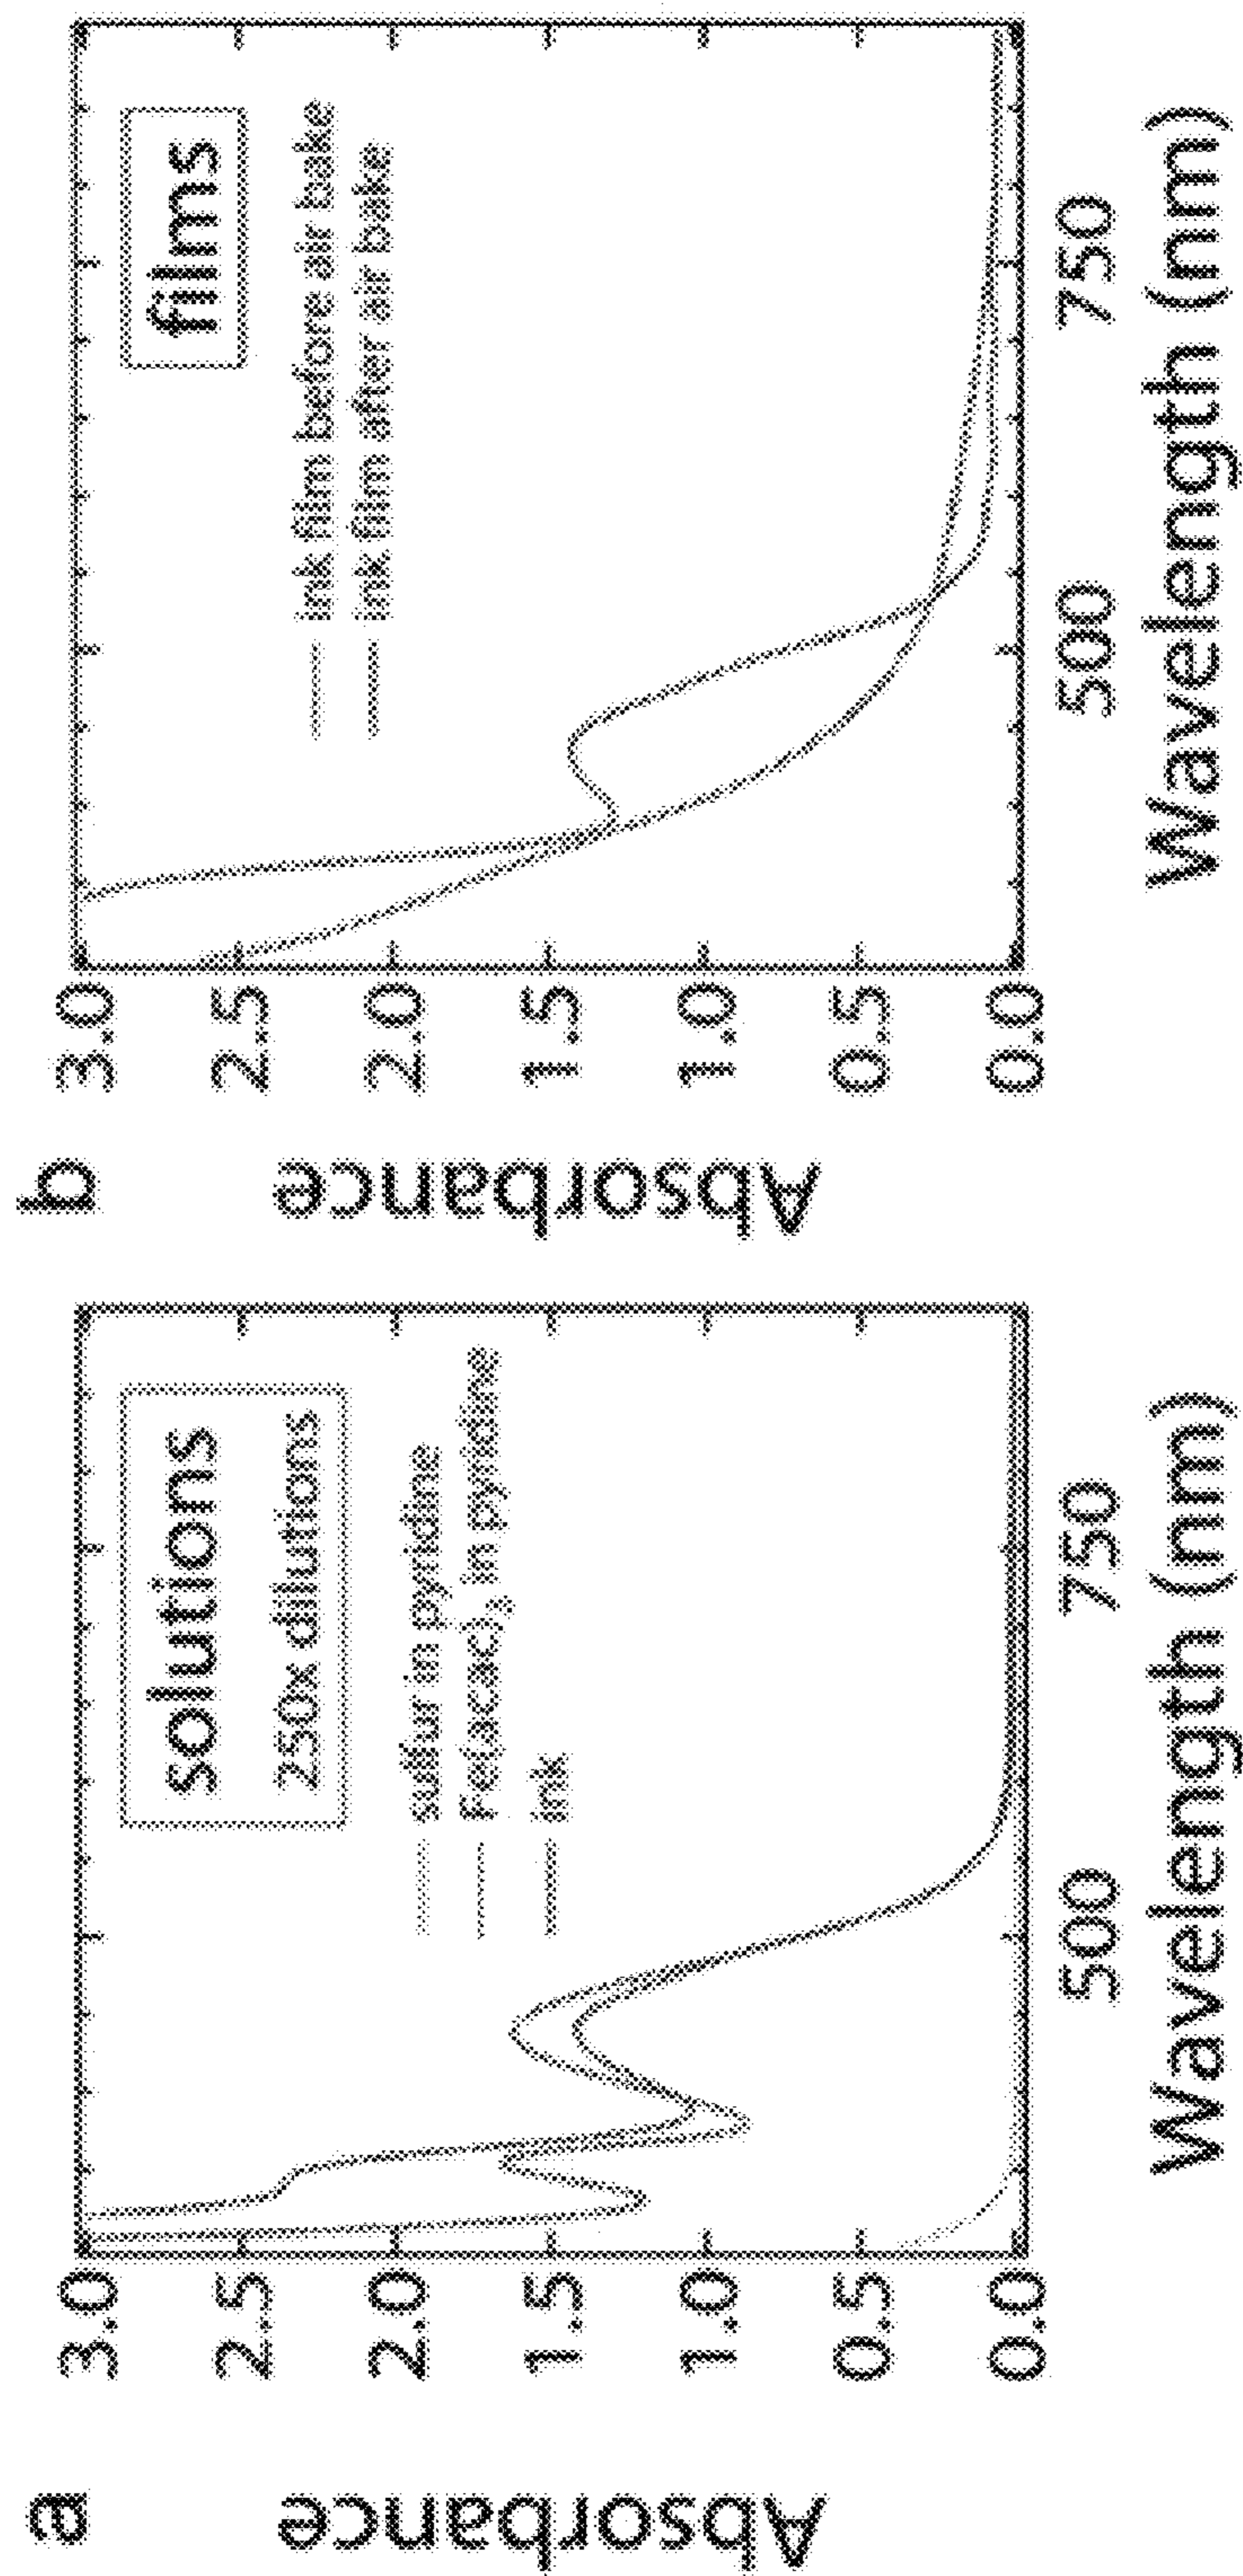 a
Absorbance
3.0
2.5
2.0
1.5
1.0
0.5
0.0
solutions
250x dilutions
sulfur in pyridine
Fe(acac)₃ in pyridine
ink
500
750
Wavelength (nm)
b
Absorbance
3.0
2.5
2.0
1.5
1.0
0.5
0.0
films
ink film before air bake
ink film after air bake
500
750
Wavelength (nm)